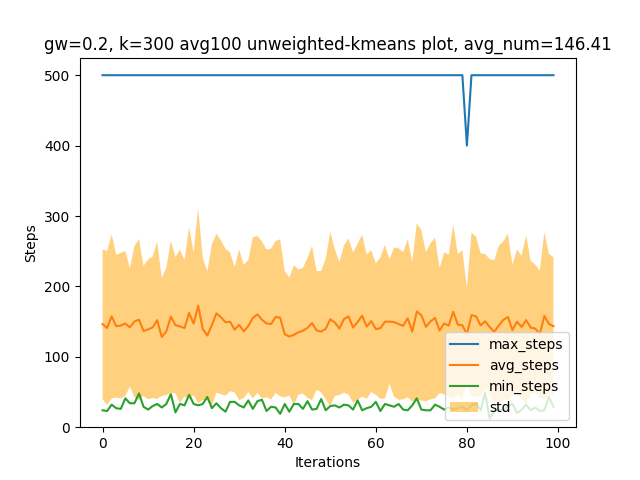 gw=0.2, k=300 avg100 unweighted-kmeans plot, avg_num=146.41
500
400
300
200
100
0
Steps
max_steps
avg_steps
min_steps
std
0 20 40 60 80 100
Iterations